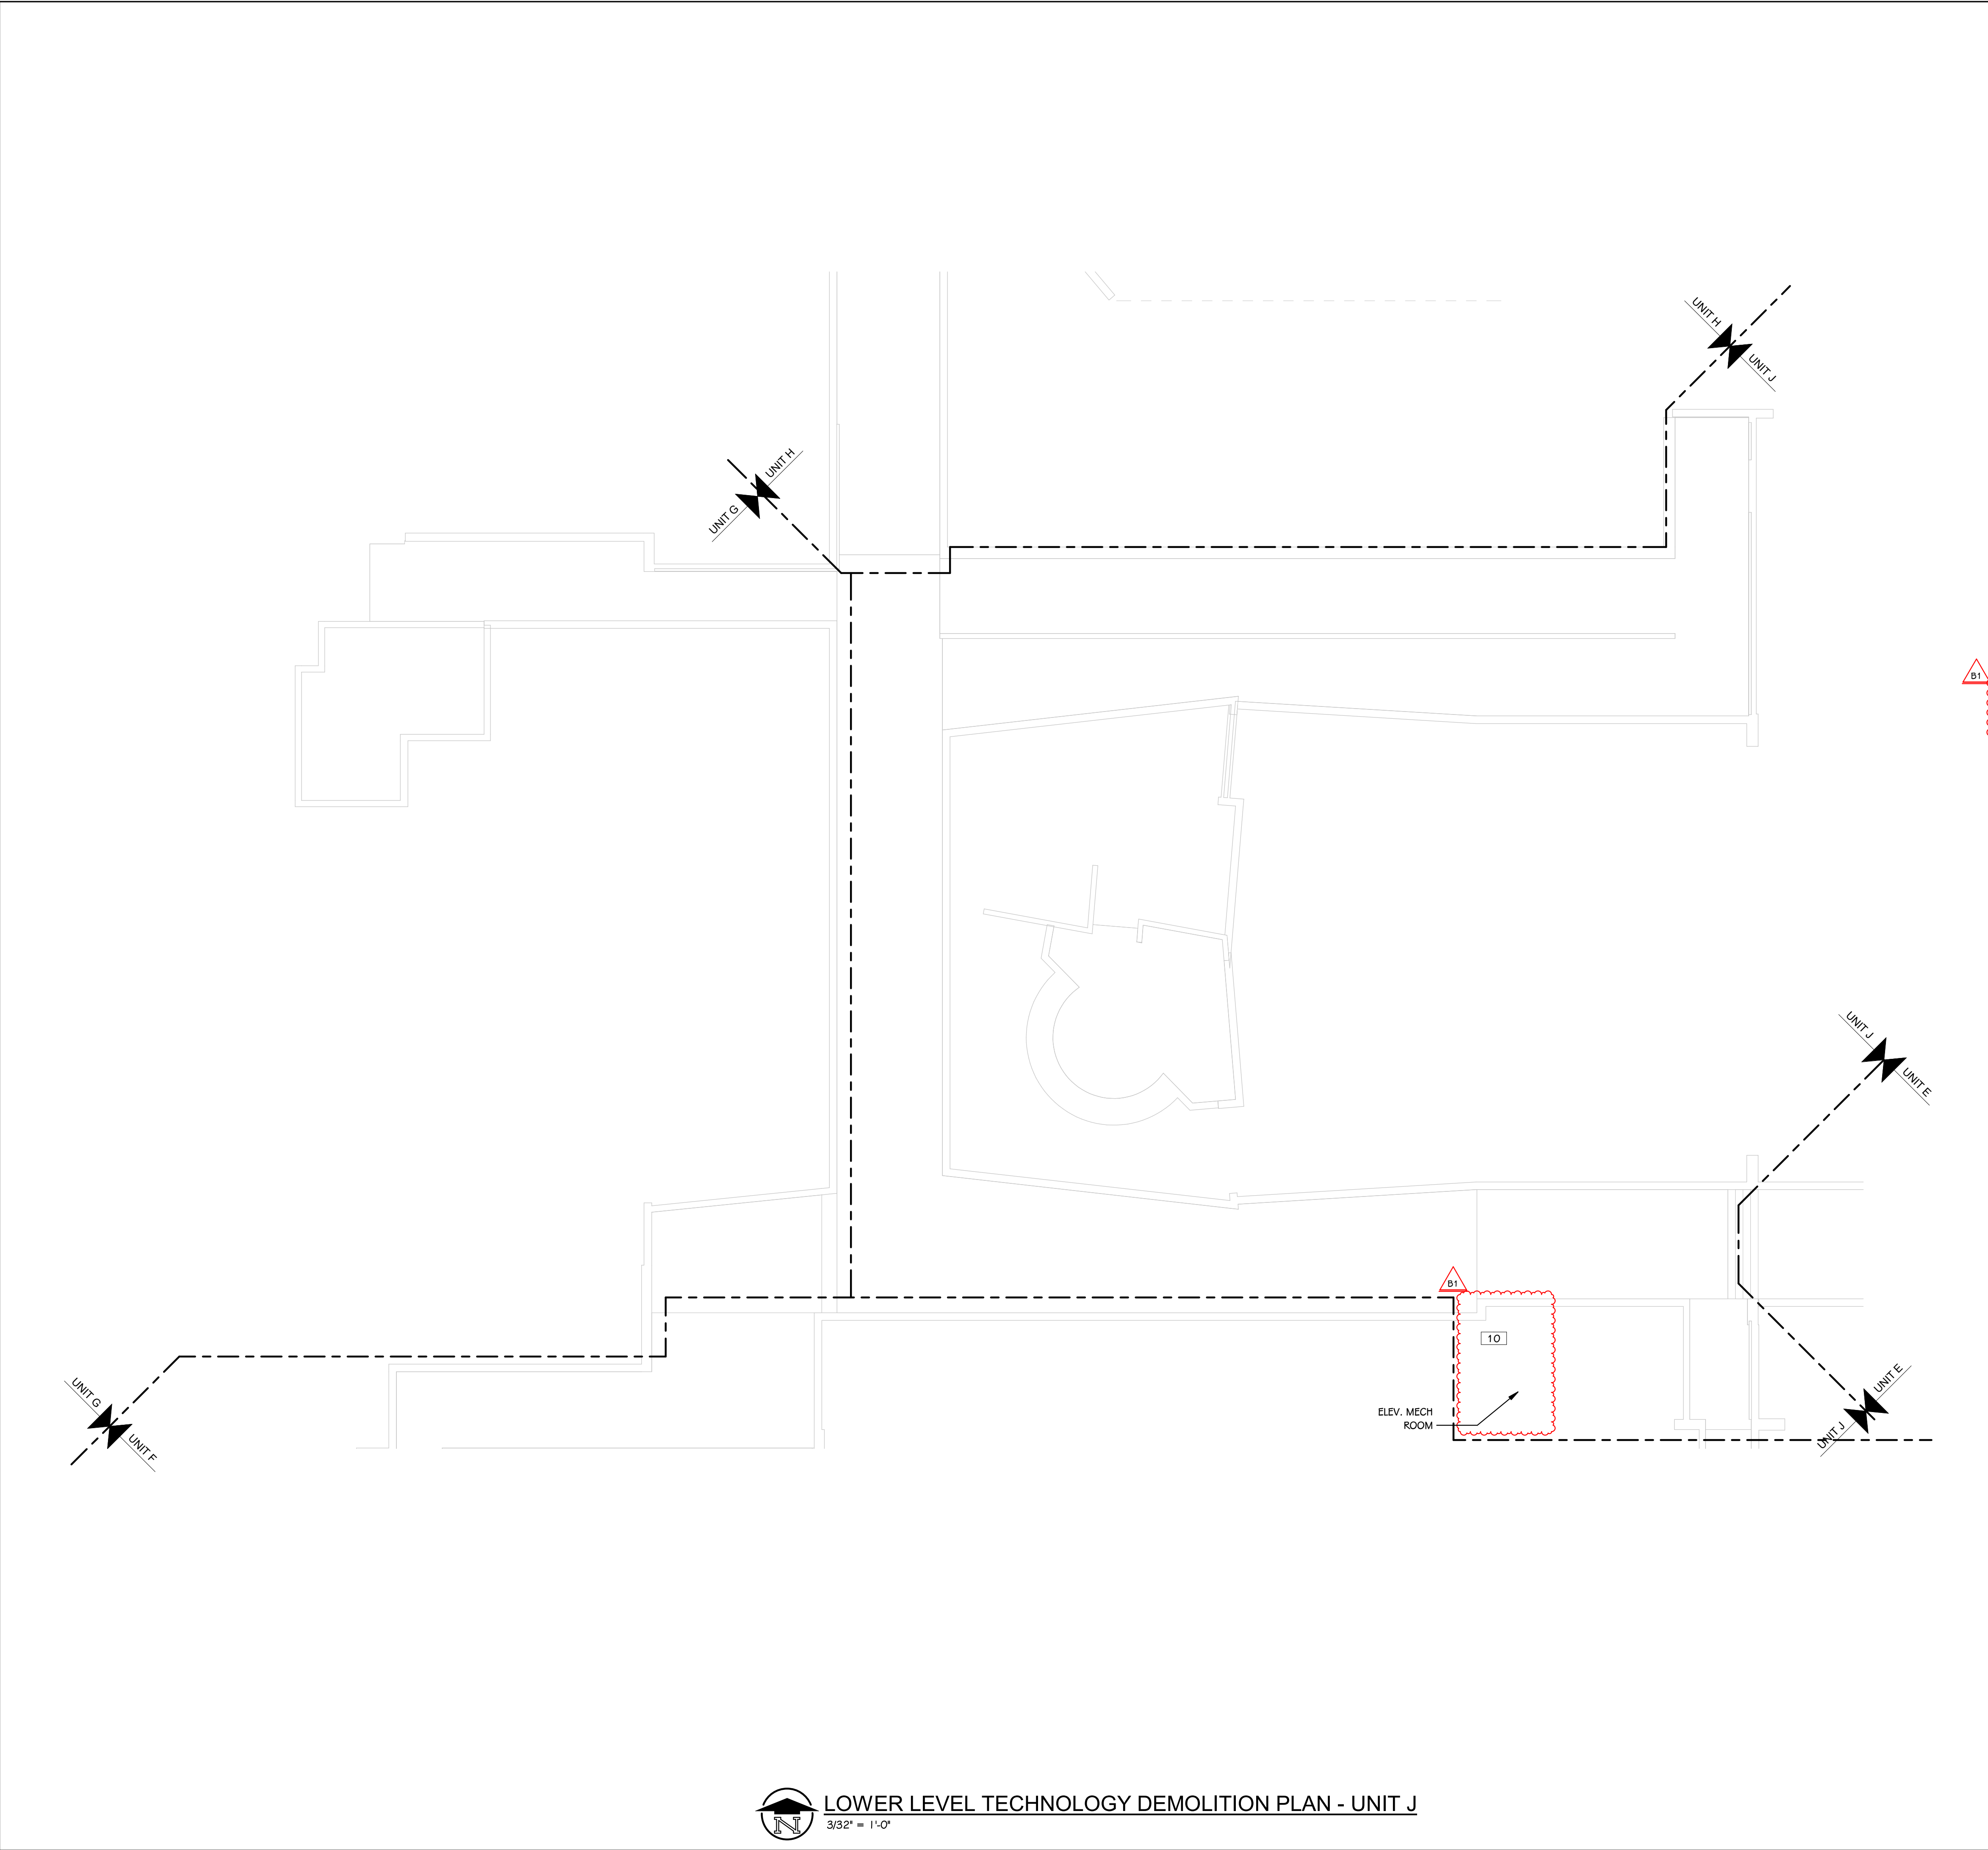 UNIT H
UNIT J
UNIT H
UNIT G
B1
UNIT J
UNIT E
B1
10
ELEV. MECH
ROOM
UNIT E
UNIT J
UNIT G
UNIT F
N
LOWER LEVEL TECHNOLOGY DEMOLITION PLAN - UNIT J
3/32" = 1'-0"